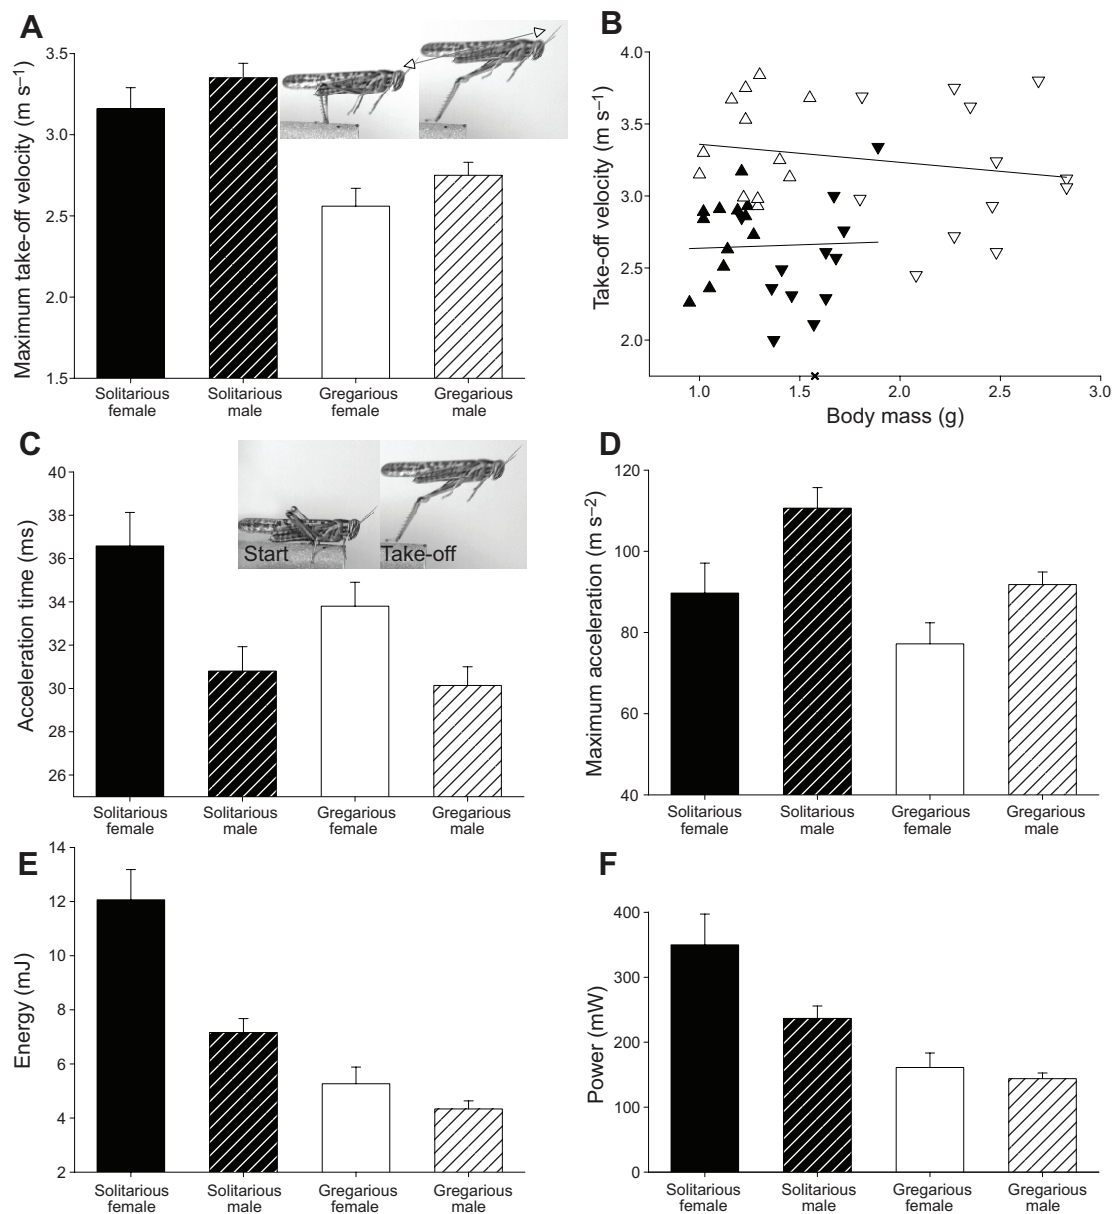 A
Maximum take-off velocity (m s⁻¹)
3.5
3.0
2.5
2.0
1.5
Solitarious female
Solitarious male
Gregarious female
Gregarious male
B
Take-off velocity (m s⁻¹)
4.0
3.5
3.0
2.5
2.0
1.0
1.5
2.0
2.5
3.0
Body mass (g)
C
Acceleration time (ms)
40
38
36
34
32
30
28
26
Start
Take-off
Solitarious female
Solitarious male
Gregarious female
Gregarious male
D
Maximum acceleration (m s⁻²)
120
100
80
60
40
Solitarious female
Solitarious male
Gregarious female
Gregarious male
E
Energy (mJ)
14
12
10
8
6
4
2
Solitarious female
Solitarious male
Gregarious female
Gregarious male
F
Power (mW)
400
300
200
100
0
Solitarious female
Solitarious male
Gregarious female
Gregarious male